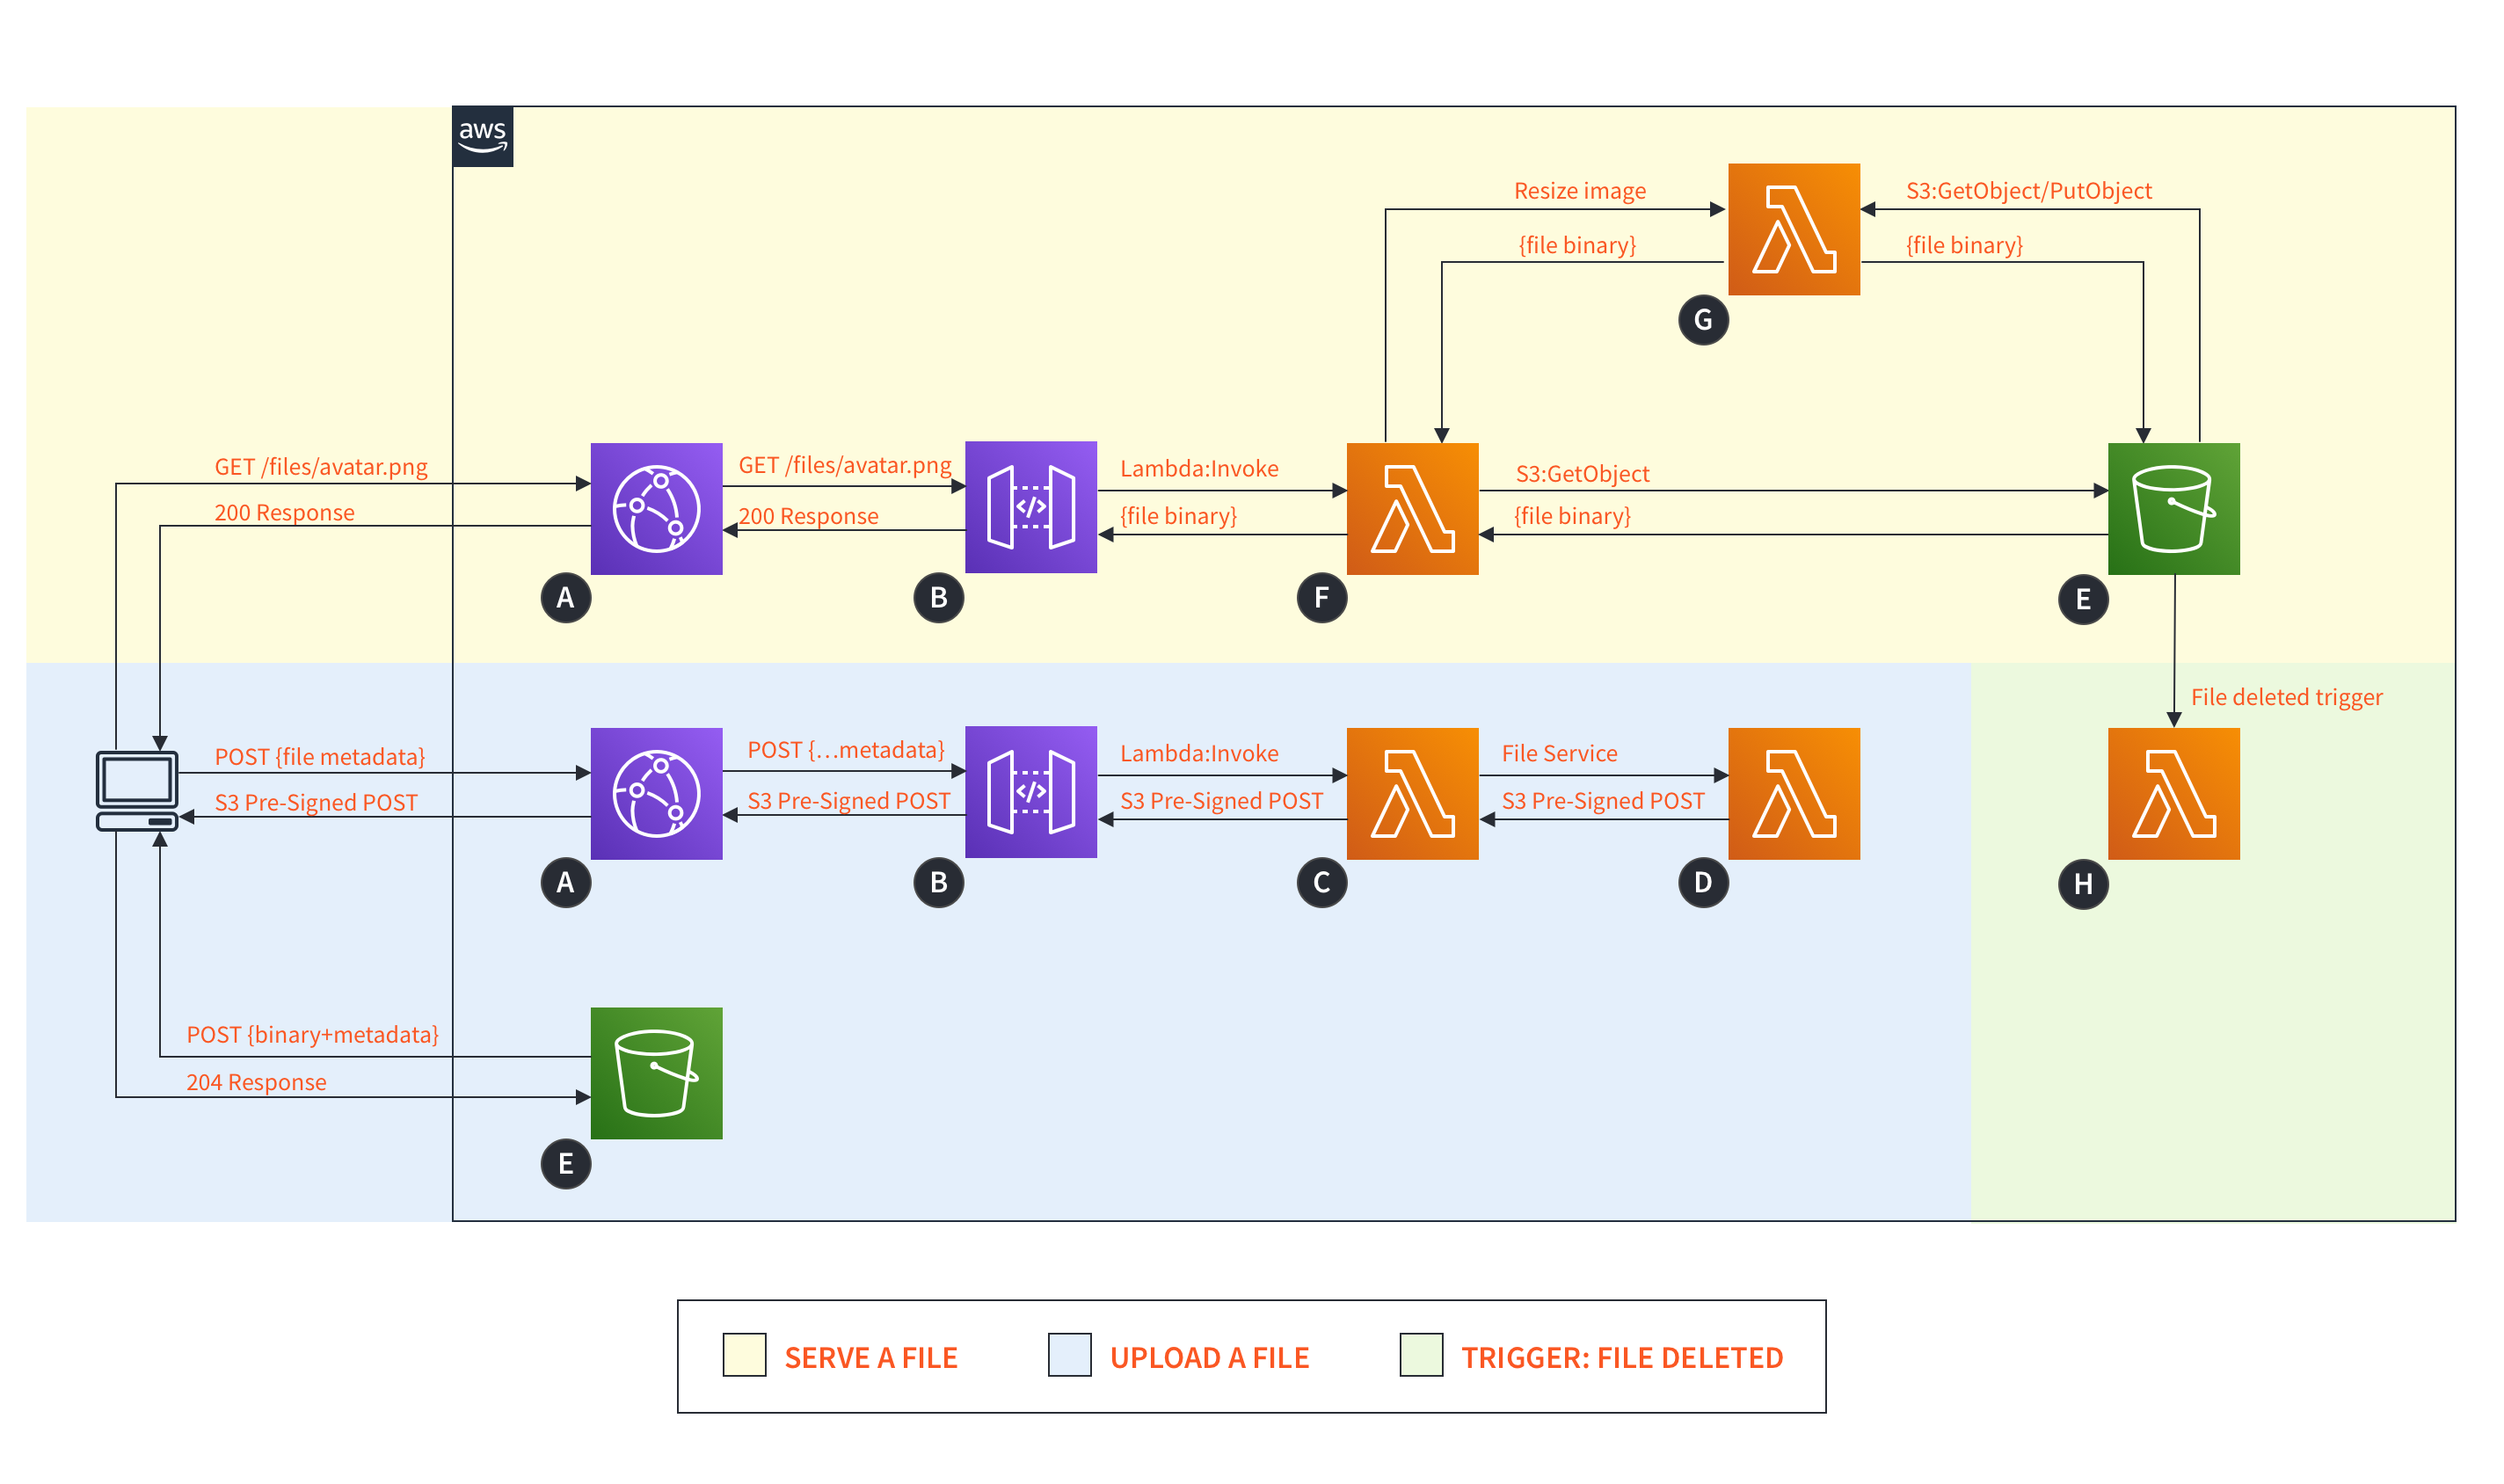 aws
Resize image
S3:GetObject/PutObject
{file binary}
{file binary}
G
GET /files/avatar.png
GET /files/avatar.png
Lambda:Invoke
S3:GetObject
200 Response
200 Response
{file binary}
{file binary}
A
B
F
E
File deleted trigger
POST {file metadata}
POST {...metadata}
Lambda:Invoke
File Service
S3 Pre-Signed POST
S3 Pre-Signed POST
S3 Pre-Signed POST
S3 Pre-Signed POST
A
B
C
D
H
POST {binary+metadata}
204 Response
E
SERVE A FILE
UPLOAD A FILE
TRIGGER: FILE DELETED